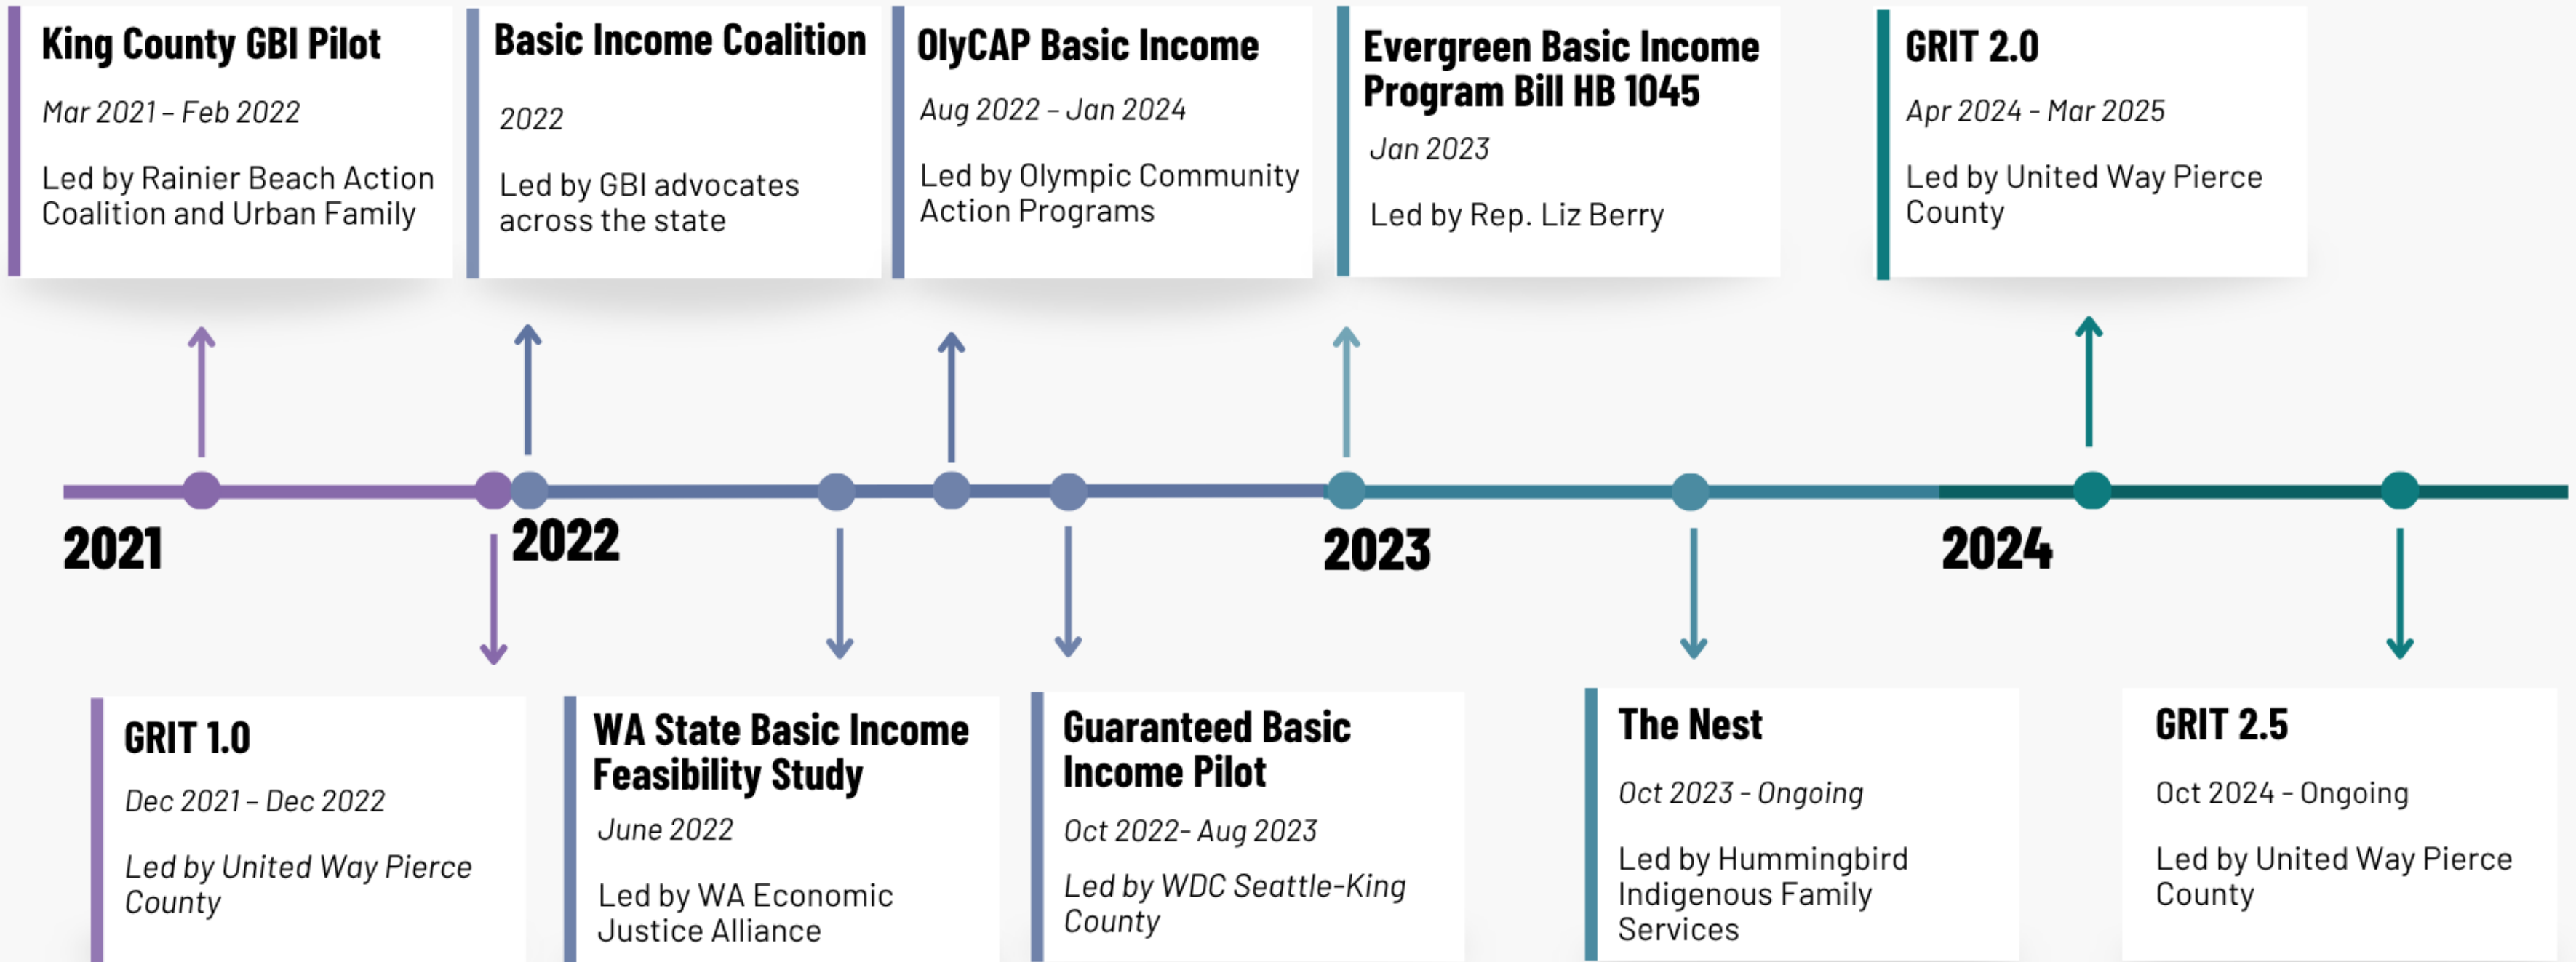 King County GBI Pilot
Mar 2021 – Feb 2022
Led by Rainier Beach Action
Coalition and Urban Family
Basic Income Coalition
2022
Led by GBI advocates
across the state
OlyCAP Basic Income
Aug 2022 – Jan 2024
Led by Olympic Community
Action Programs
Evergreen Basic Income
Program Bill HB 1045
Jan 2023
Led by Rep. Liz Berry
GRIT 2.0
Apr 2024 - Mar 2025
Led by United Way Pierce
County
2021
2022
2023
2024
GRIT 1.0
Dec 2021 – Dec 2022
Led by United Way Pierce
County
WA State Basic Income
Feasibility Study
June 2022
Led by WA Economic
Justice Alliance
Guaranteed Basic
Income Pilot
Oct 2022- Aug 2023
Led by WDC Seattle-King
County
The Nest
Oct 2023 - Ongoing
Led by Hummingbird
Indigenous Family
Services
GRIT 2.5
Oct 2024 - Ongoing
Led by United Way Pierce
County